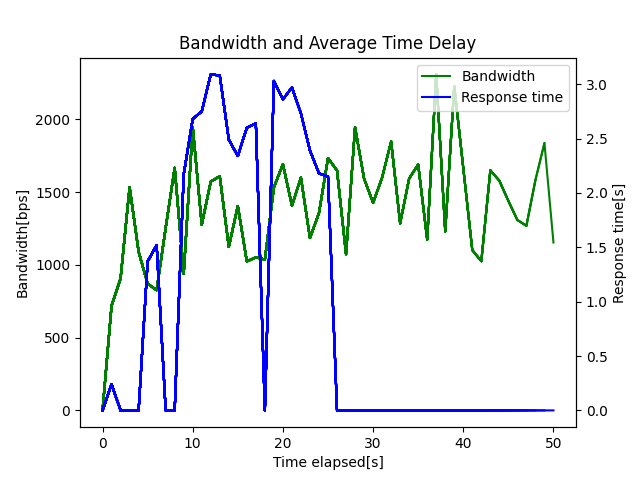 Bandwidth and Average Time Delay
Bandwidth
Response time
Bandwidth[bps]
2000
1500
1000
500
0
3.0
2.5
2.0
1.5
1.0
0.5
0.0
Response time[s]
0 10 20 30 40 50
Time elapsed[s]